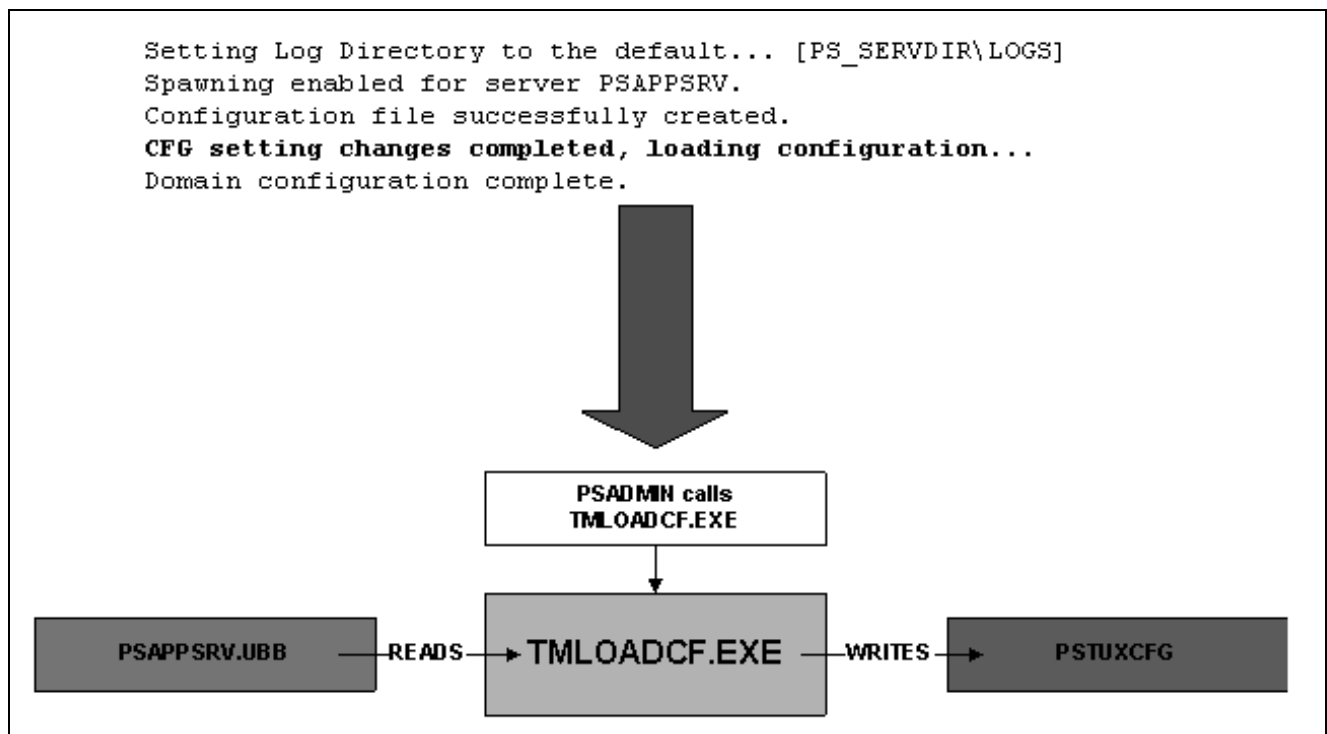 Setting Log Directory to the default... [PS_SERVDIR\LOGS]
Spawning enabled for server PSAPPSRV.
Configuration file successfully created.
CFG setting changes completed, loading configuration...
Domain configuration complete.
PSADMIN calls
TMLOADCF.EXE
PSAPPSRV.UBB
READS
TMLOADCF.EXE
WRITES
PSTUXCFG